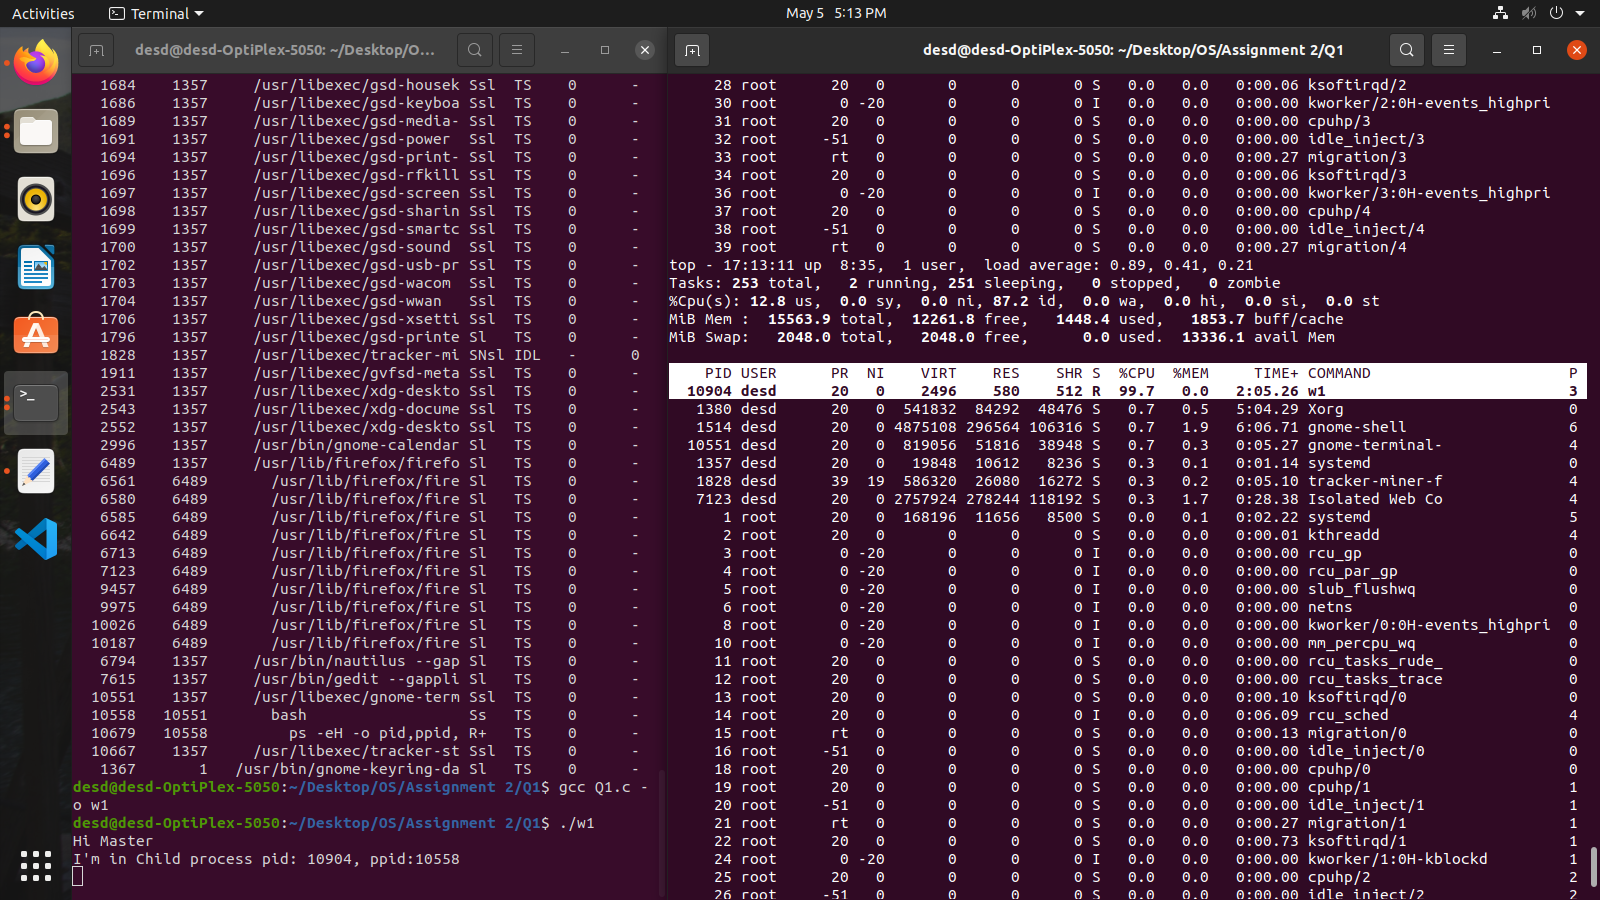 Activities
Terminal
May 5 5:13 PM
desd@desd-OptiPlex-5050: ~/Desktop/O...
1684 1357 /usr/libexec/gsd-housek Ssl TS 0 -
1686 1357 /usr/libexec/gsd-keyboa Ssl TS 0 -
1689 1357 /usr/libexec/gsd-media- Ssl TS 0 -
1691 1357 /usr/libexec/gsd-power Ssl TS 0 -
1694 1357 /usr/libexec/gsd-print- Ssl TS 0 -
1696 1357 /usr/libexec/gsd-rfkill Ssl TS 0 -
1697 1357 /usr/libexec/gsd-screen Ssl TS 0 -
1698 1357 /usr/libexec/gsd-sharin Ssl TS 0 -
1699 1357 /usr/libexec/gsd-smartc Ssl TS 0 -
1700 1357 /usr/libexec/gsd-sound Ssl TS 0 -
1702 1357 /usr/libexec/gsd-usb-pr Ssl TS 0 -
1703 1357 /usr/libexec/gsd-wacom Ssl TS 0 -
1704 1357 /usr/libexec/gsd-wwan Ssl TS 0 -
1706 1357 /usr/libexec/gsd-xsetti Ssl TS 0 -
1796 1357 /usr/libexec/gsd-printe Sl TS 0 -
1828 1357 /usr/libexec/tracker-mi SNsl IDL - 0
1911 1357 /usr/libexec/gvfsd-meta Ssl TS 0 -
2531 1357 /usr/libexec/xdg-deskto Ssl TS 0 -
2543 1357 /usr/libexec/xdg-docume Ssl TS 0 -
2552 1357 /usr/libexec/xdg-deskto Ssl TS 0 -
2996 1357 /usr/bin/gnome-calendar Sl TS 0 -
6489 1357 /usr/lib/firefox/firefo Sl TS 0 -
6561 6489 /usr/lib/firefox/fire Sl TS 0 -
6580 6489 /usr/lib/firefox/fire Sl TS 0 -
6585 6489 /usr/lib/firefox/fire Sl TS 0 -
6642 6489 /usr/lib/firefox/fire Sl TS 0 -
6713 6489 /usr/lib/firefox/fire Sl TS 0 -
7123 6489 /usr/lib/firefox/fire Sl TS 0 -
9457 6489 /usr/lib/firefox/fire Sl TS 0 -
9975 6489 /usr/lib/firefox/fire Sl TS 0 -
10026 6489 /usr/lib/firefox/fire Sl TS 0 -
10187 6489 /usr/lib/firefox/fire Sl TS 0 -
6794 1357 /usr/bin/nautilus --gap Sl TS 0 -
7615 1357 /usr/bin/gedit --gappli Sl TS 0 -
10551 1357 /usr/libexec/gnome-term Ssl TS 0 -
10558 10551 bash Ss TS 0 -
10679 10558 ps -eH -o pid,ppid, R+ TS 0 -
10667 1357 /usr/libexec/tracker-st Ssl TS 0 -
1367 1 /usr/bin/gnome-keyring-da Sl TS 0 -
desd@desd-OptiPlex-5050:~/Desktop/OS/Assignment 2/Q1$ gcc Q1.c -
o w1
desd@desd-OptiPlex-5050:~/Desktop/OS/Assignment 2/Q1$ ./w1
Hi Master
I'm in Child process pid: 10904, ppid:10558
desd@desd-OptiPlex-5050: ~/Desktop/OS/Assignment 2/Q1
28 root 20 0 0 0 0 S 0.0 0.0 0:00.06 ksoftirqd/2
30 root 0 -20 0 0 0 I 0.0 0.0 0:00.00 kworker/2:0H-events_highpri
31 root 20 0 0 0 0 S 0.0 0.0 0:00.00 cpuhp/3
32 root -51 0 0 0 0 S 0.0 0.0 0:00.00 idle_inject/3
33 root rt 0 0 0 0 S 0.0 0.0 0:00.27 migration/3
34 root 20 0 0 0 0 S 0.0 0.0 0:00.06 ksoftirqd/3
36 root 0 -20 0 0 0 I 0.0 0.0 0:00.00 kworker/3:0H-events_highpri
37 root 20 0 0 0 0 S 0.0 0.0 0:00.00 cpuhp/4
38 root -51 0 0 0 0 S 0.0 0.0 0:00.00 idle_inject/4
39 root rt 0 0 0 0 S 0.0 0.0 0:00.27 migration/4
top - 17:13:11 up 8:35, 1 user, load average: 0.89, 0.41, 0.21
Tasks: 253 total, 2 running, 251 sleeping, 0 stopped, 0 zombie
%Cpu(s): 12.8 us, 0.0 sy, 0.0 ni, 87.2 id, 0.0 wa, 0.0 hi, 0.0 si, 0.0 st
MiB Mem : 15563.9 total, 12261.8 free, 1448.4 used, 1853.7 buff/cache
MiB Swap: 2048.0 total, 2048.0 free, 0.0 used. 13336.1 avail Mem
PID USER PR NI VIRT RES SHR S %CPU %MEM TIME+ COMMAND P
10904 desd 20 0 2496 580 512 R 99.7 0.0 2:05.26 w1 3
1380 desd 20 0 541832 84292 48476 S 0.7 0.5 5:04.29 Xorg 0
1514 desd 20 0 4875108 296564 106316 S 0.7 1.9 6:06.71 gnome-shell 6
10551 desd 20 0 819056 51816 38948 S 0.7 0.3 0:05.27 gnome-terminal- 4
1357 desd 20 0 19848 10612 8236 S 0.3 0.1 0:01.14 systemd 0
1828 desd 39 19 586320 26080 16272 S 0.3 0.2 0:05.10 tracker-miner-f 4
7123 desd 20 0 2757924 278244 118192 S 0.3 1.7 0:28.38 Isolated Web Co 4
1 root 20 0 168196 11656 8500 S 0.0 0.1 0:02.22 systemd 5
2 root 20 0 0 0 0 S 0.0 0.0 0:00.01 kthreadd 4
3 root 0 -20 0 0 0 I 0.0 0.0 0:00.00 rcu_gp 0
4 root 0 -20 0 0 0 I 0.0 0.0 0:00.00 rcu_par_gp 0
5 root 0 -20 0 0 0 I 0.0 0.0 0:00.00 slub_flushwq 0
6 root 0 -20 0 0 0 I 0.0 0.0 0:00.00 netns 0
8 root 0 -20 0 0 0 I 0.0 0.0 0:00.00 kworker/0:0H-events_highpri 0
10 root 0 -20 0 0 0 I 0.0 0.0 0:00.00 mm_percpu_wq 0
11 root 20 0 0 0 0 S 0.0 0.0 0:00.00 rcu_tasks_rude_ 0
12 root 20 0 0 0 0 S 0.0 0.0 0:00.00 rcu_tasks_trace 0
13 root 20 0 0 0 0 S 0.0 0.0 0:00.10 ksoftirqd/0 0
14 root 20 0 0 0 0 I 0.0 0.0 0:06.09 rcu_sched 4
15 root rt 0 0 0 0 S 0.0 0.0 0:00.13 migration/0 0
16 root -51 0 0 0 0 S 0.0 0.0 0:00.00 idle_inject/0 0
18 root 20 0 0 0 0 S 0.0 0.0 0:00.00 cpuhp/0 0
19 root 20 0 0 0 0 S 0.0 0.0 0:00.00 cpuhp/1 1
20 root -51 0 0 0 0 S 0.0 0.0 0:00.00 idle_inject/1 1
21 root rt 0 0 0 0 S 0.0 0.0 0:00.27 migration/1 1
22 root 20 0 0 0 0 S 0.0 0.0 0:00.73 ksoftirqd/1 1
24 root 0 -20 0 0 0 I 0.0 0.0 0:00.00 kworker/1:0H-kblockd 1
25 root 20 0 0 0 0 S 0.0 0.0 0:00.00 cpuhp/2 2
26 root -51 0 0 0 0 S 0.0 0.0 0:00.00 idle_inject/2 2